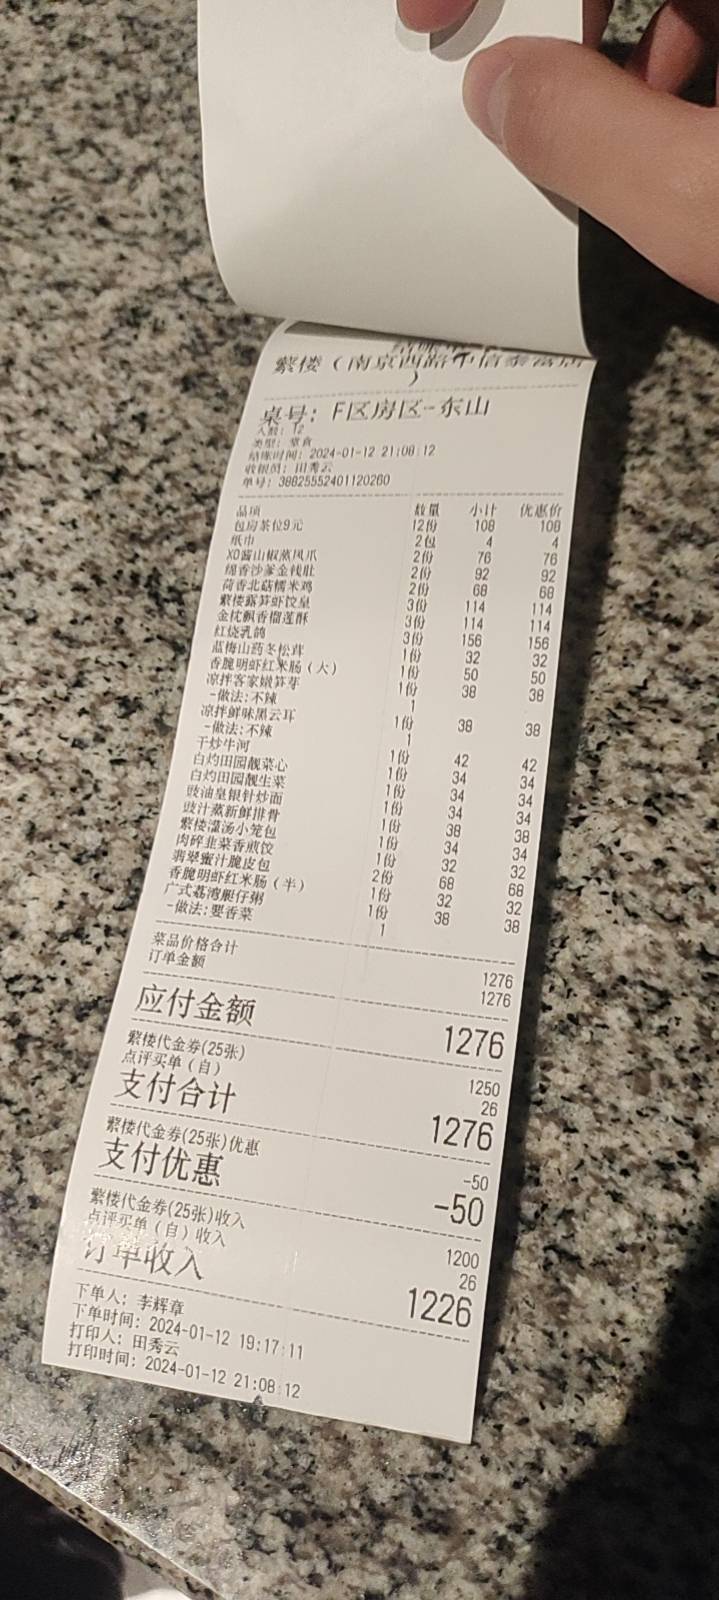 紫楼（南京西路中信泰富店
）
桌号: F区房区-东山
人数: 12
类型: 堂食
结账时间: 2024-01-12 21:08:12
收银员: 田秀云
单号: 38625552401120260
品项 数量 小计 优惠价
包房茶位9元 12份 108 108
纸巾 2包 4 4
XO酱山椒蒸凤爪 2份 76 76
绵香沙爹金钱肚 2份 92 92
荷香北菇糯米鸡 2份 68 68
紫楼露笋虾饺皇 3份 114 114
金枕飘香榴莲酥 3份 114 114
红烧乳鸽 3份 156 156
蓝梅山药冬松茸 1份 32 32
香脆明虾红米肠（大） 1份 50 50
凉拌客家嫩笋芽 1份 38 38
-做法:不辣 1
凉拌鲜味黑云耳 1份 38 38
-做法:不辣 1
干炒牛河 1份 42 42
白灼田园靓菜心 1份 34 34
白灼田园靓生菜 1份 34 34
豉油皇银针炒面 1份 34 34
豉汁蒸新鲜排骨 1份 38 38
紫楼灌汤小笼包 1份 34 34
肉碎韭菜香煎饺 1份 32 32
翡翠蜜汁脆皮包 2份 68 68
香脆明虾红米肠（半） 1份 32 32
广式荔湾艇仔粥 1份 38 38
-做法:要香菜 1
菜品价格合计 1276
订单金额 1276
应付金额 1276
紫楼代金券(25张) 1250
点评买单（自） 26
支付合计 1276
紫楼代金券(25张)优惠 -50
支付优惠 -50
紫楼代金券(25张)收入 1200
点评买单（自）收入 26
订单收入 1226
下单人: 李辉章
下单时间: 2024-01-12 19:17:11
打印人: 田秀云
打印时间: 2024-01-12 21:08:12